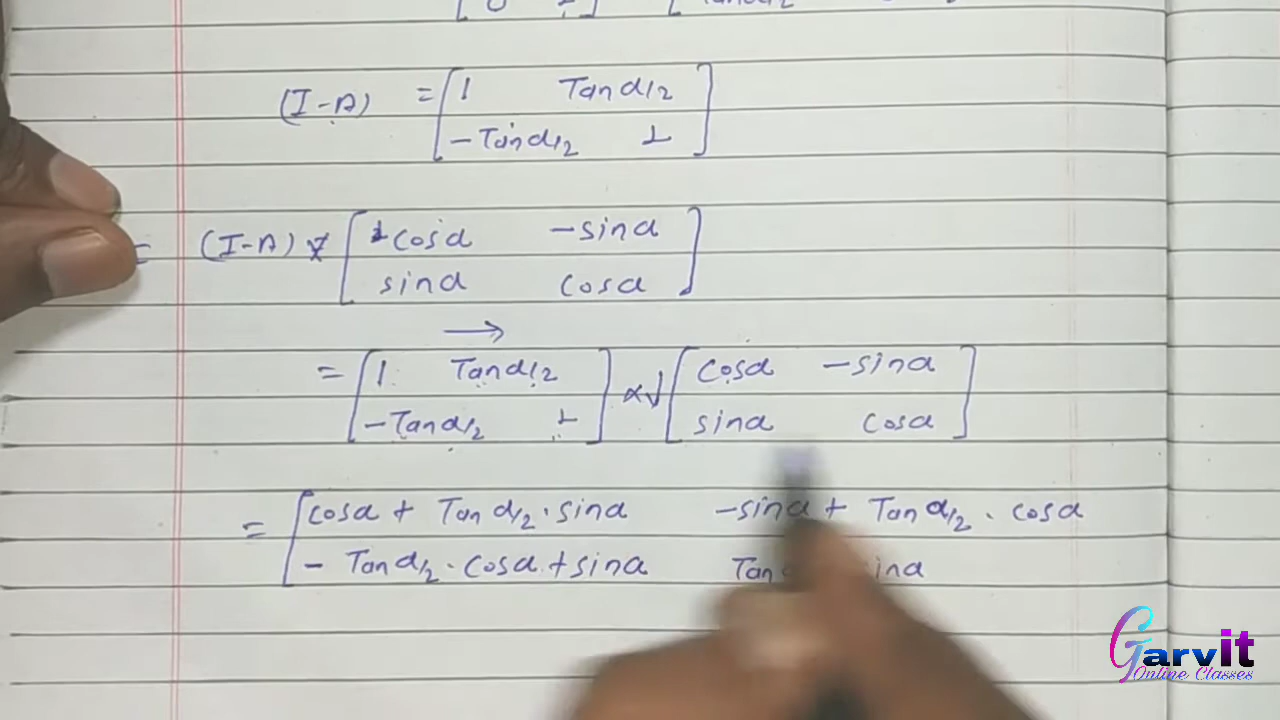 (I-A) = [1 Tanα/2
-Tanα/2 1]
= (I-A) × [cosα -sinα
sinα cosα]
= [1 Tanα/2 ] × [cosα -sinα ]
[-Tanα/2 1] [sinα cosα]
= [cosα + Tanα/2 · sinα -sinα + Tanα/2 · cosα
- Tanα/2 · cosα + sinα
Garvit
Online Classes